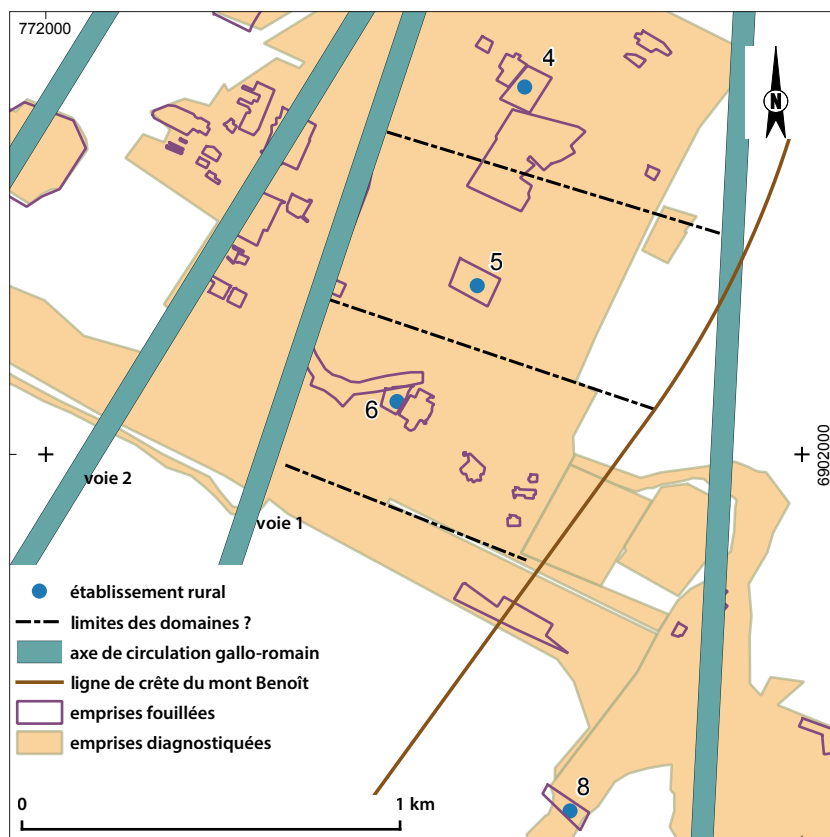 772000
4
N
5
6
6902000
voie 2
voie 1
établissement rural
limites des domaines ?
axe de circulation gallo-romain
ligne de crête du mont Benoît
emprises fouillées
emprises diagnostiquées
8
0
1 km